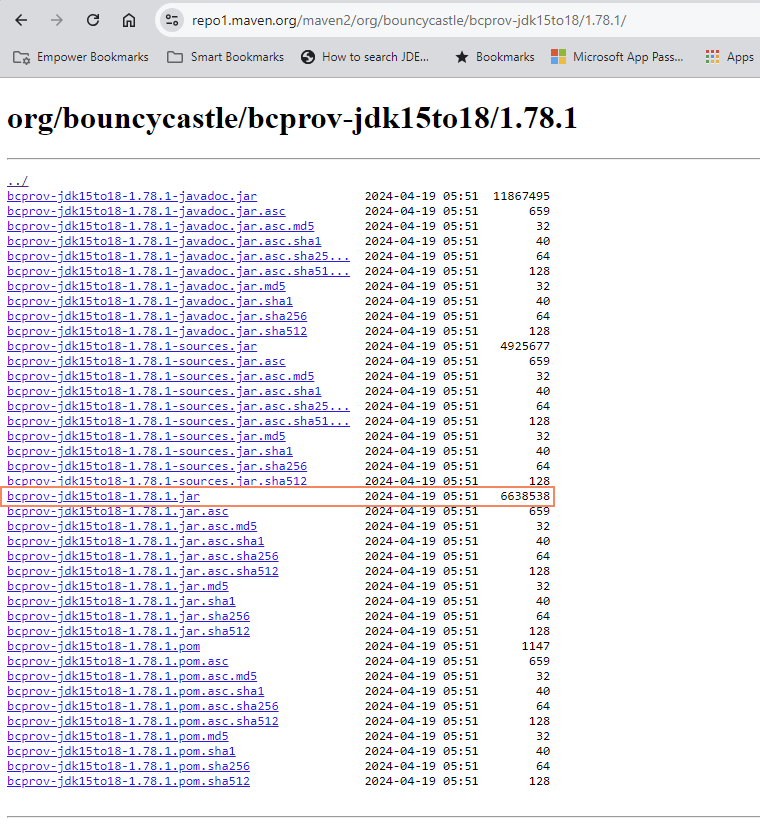 repo1.maven.org/maven2/org/bouncycastle/bcprov-jdk15to18/1.78.1/
Empower Bookmarks Smart Bookmarks How to search JDE... Bookmarks Microsoft App Pass... Apps
org/bouncycastle/bcprov-jdk15to18/1.78.1
../
bcprov-jdk15to18-1.78.1-javadoc.jar 2024-04-19 05:51 11867495
bcprov-jdk15to18-1.78.1-javadoc.jar.asc 2024-04-19 05:51 659
bcprov-jdk15to18-1.78.1-javadoc.jar.asc.md5 2024-04-19 05:51 32
bcprov-jdk15to18-1.78.1-javadoc.jar.asc.sha1 2024-04-19 05:51 40
bcprov-jdk15to18-1.78.1-javadoc.jar.asc.sha25... 2024-04-19 05:51 64
bcprov-jdk15to18-1.78.1-javadoc.jar.asc.sha51... 2024-04-19 05:51 128
bcprov-jdk15to18-1.78.1-javadoc.jar.md5 2024-04-19 05:51 32
bcprov-jdk15to18-1.78.1-javadoc.jar.sha1 2024-04-19 05:51 40
bcprov-jdk15to18-1.78.1-javadoc.jar.sha256 2024-04-19 05:51 64
bcprov-jdk15to18-1.78.1-javadoc.jar.sha512 2024-04-19 05:51 128
bcprov-jdk15to18-1.78.1-sources.jar 2024-04-19 05:51 4925677
bcprov-jdk15to18-1.78.1-sources.jar.asc 2024-04-19 05:51 659
bcprov-jdk15to18-1.78.1-sources.jar.asc.md5 2024-04-19 05:51 32
bcprov-jdk15to18-1.78.1-sources.jar.asc.sha1 2024-04-19 05:51 40
bcprov-jdk15to18-1.78.1-sources.jar.asc.sha25... 2024-04-19 05:51 64
bcprov-jdk15to18-1.78.1-sources.jar.asc.sha51... 2024-04-19 05:51 128
bcprov-jdk15to18-1.78.1-sources.jar.md5 2024-04-19 05:51 32
bcprov-jdk15to18-1.78.1-sources.jar.sha1 2024-04-19 05:51 40
bcprov-jdk15to18-1.78.1-sources.jar.sha256 2024-04-19 05:51 64
bcprov-jdk15to18-1.78.1-sources.jar.sha512 2024-04-19 05:51 128
bcprov-jdk15to18-1.78.1.jar 2024-04-19 05:51 6638538
bcprov-jdk15to18-1.78.1.jar.asc 2024-04-19 05:51 659
bcprov-jdk15to18-1.78.1.jar.asc.md5 2024-04-19 05:51 32
bcprov-jdk15to18-1.78.1.jar.asc.sha1 2024-04-19 05:51 40
bcprov-jdk15to18-1.78.1.jar.asc.sha256 2024-04-19 05:51 64
bcprov-jdk15to18-1.78.1.jar.asc.sha512 2024-04-19 05:51 128
bcprov-jdk15to18-1.78.1.jar.md5 2024-04-19 05:51 32
bcprov-jdk15to18-1.78.1.jar.sha1 2024-04-19 05:51 40
bcprov-jdk15to18-1.78.1.jar.sha256 2024-04-19 05:51 64
bcprov-jdk15to18-1.78.1.jar.sha512 2024-04-19 05:51 128
bcprov-jdk15to18-1.78.1.pom 2024-04-19 05:51 1147
bcprov-jdk15to18-1.78.1.pom.asc 2024-04-19 05:51 659
bcprov-jdk15to18-1.78.1.pom.asc.md5 2024-04-19 05:51 32
bcprov-jdk15to18-1.78.1.pom.asc.sha1 2024-04-19 05:51 40
bcprov-jdk15to18-1.78.1.pom.asc.sha256 2024-04-19 05:51 64
bcprov-jdk15to18-1.78.1.pom.asc.sha512 2024-04-19 05:51 128
bcprov-jdk15to18-1.78.1.pom.md5 2024-04-19 05:51 32
bcprov-jdk15to18-1.78.1.pom.sha1 2024-04-19 05:51 40
bcprov-jdk15to18-1.78.1.pom.sha256 2024-04-19 05:51 64
bcprov-jdk15to18-1.78.1.pom.sha512 2024-04-19 05:51 128